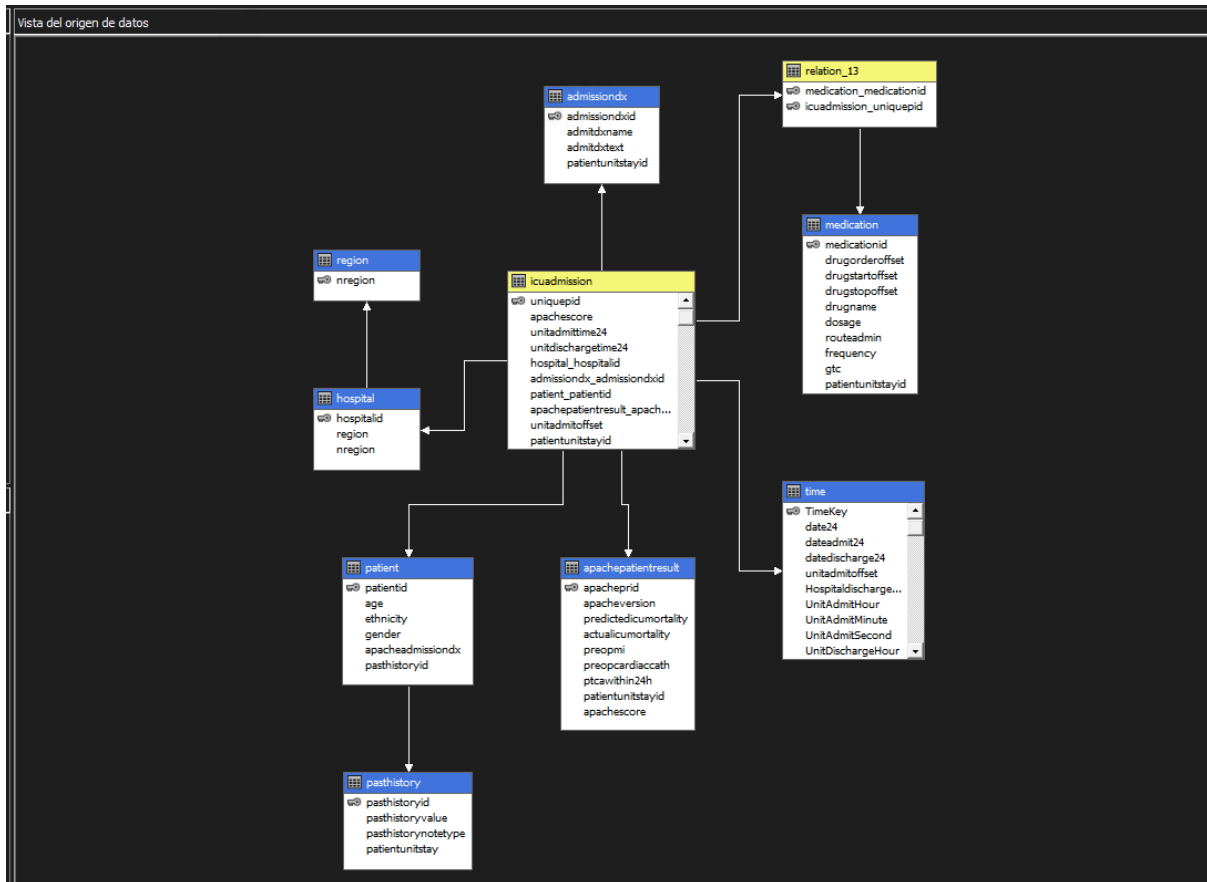 Vista del origen de datos
relation_13
medication_medicationid
icuadmission_uniquepid
admissiondx
admissiondxid
admitdxname
admitdxtext
patientunitstayid
medication
medicationid
drugorderoffset
drugstartoffset
drugstopoffset
drugname
dosage
routeadmin
frequency
gtc
patientunitstayid
region
nregion
icuadmission
uniquepid
apachescore
unitadmittime24
unitdischargetime24
hospital_hospitalid
admissiondx_admissiondxid
patient_patientid
apachepatientresult_apach...
unitadmitoffset
patientunitstayid
hospital
hospitalid
region
nregion
time
TimeKey
date24
dateadmit24
datedischarge24
unitadmitoffset
Hospitaldischarge...
UnitAdmitHour
UnitAdmitMinute
UnitAdmitSecond
UnitDischargeHour
patient
patientid
age
ethnicity
gender
apacheadmissiondx
pasthistoryid
apachepatientresult
apacheprid
apacheversion
predictedicumortality
actualicumortality
preopmi
preopcardiaccath
ptcawithin24h
patientunitstayid
apachescore
pasthistory
pasthistoryid
pasthistoryvalue
pasthistorynotetype
patientunitstay